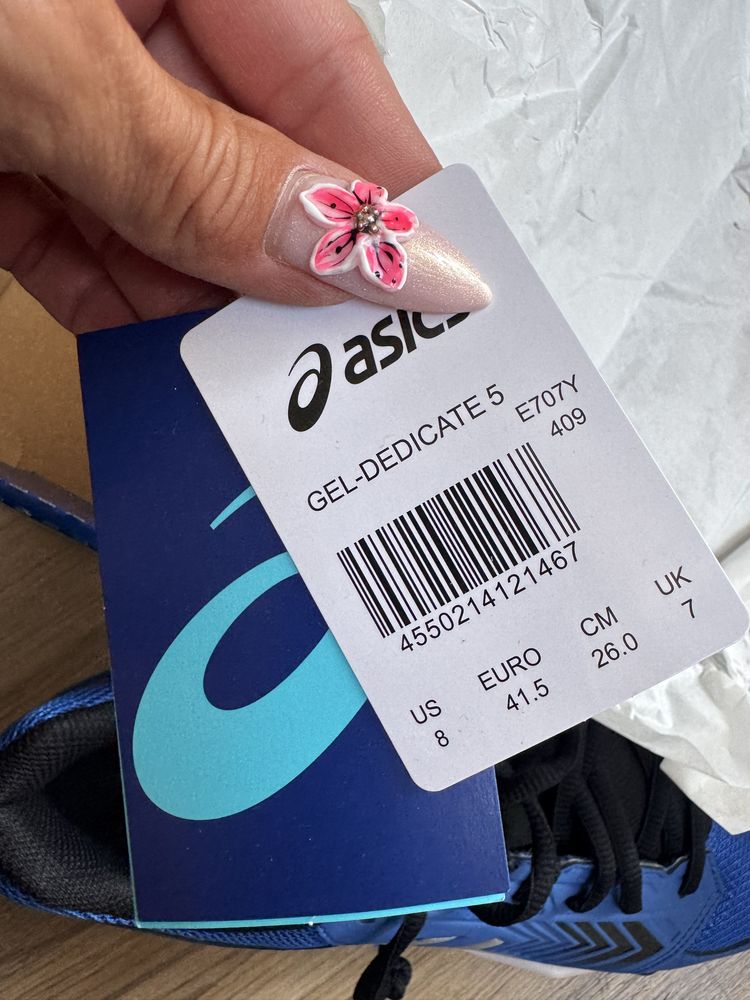 asics
GEL-DEDICATE 5 E707Y
409
4550214121467
US EURO CM UK
8 41.5 26.0 7